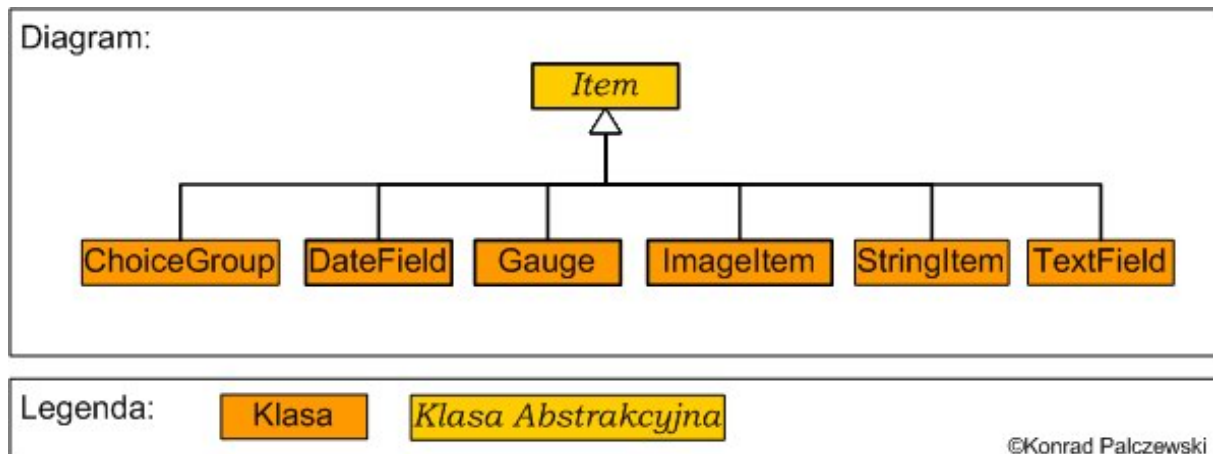 Diagram:
Item
ChoiceGroup DateField Gauge ImageItem StringItem TextField
Legenda: Klasa Klasa Abstrakcyjna
©Konrad Palczewski